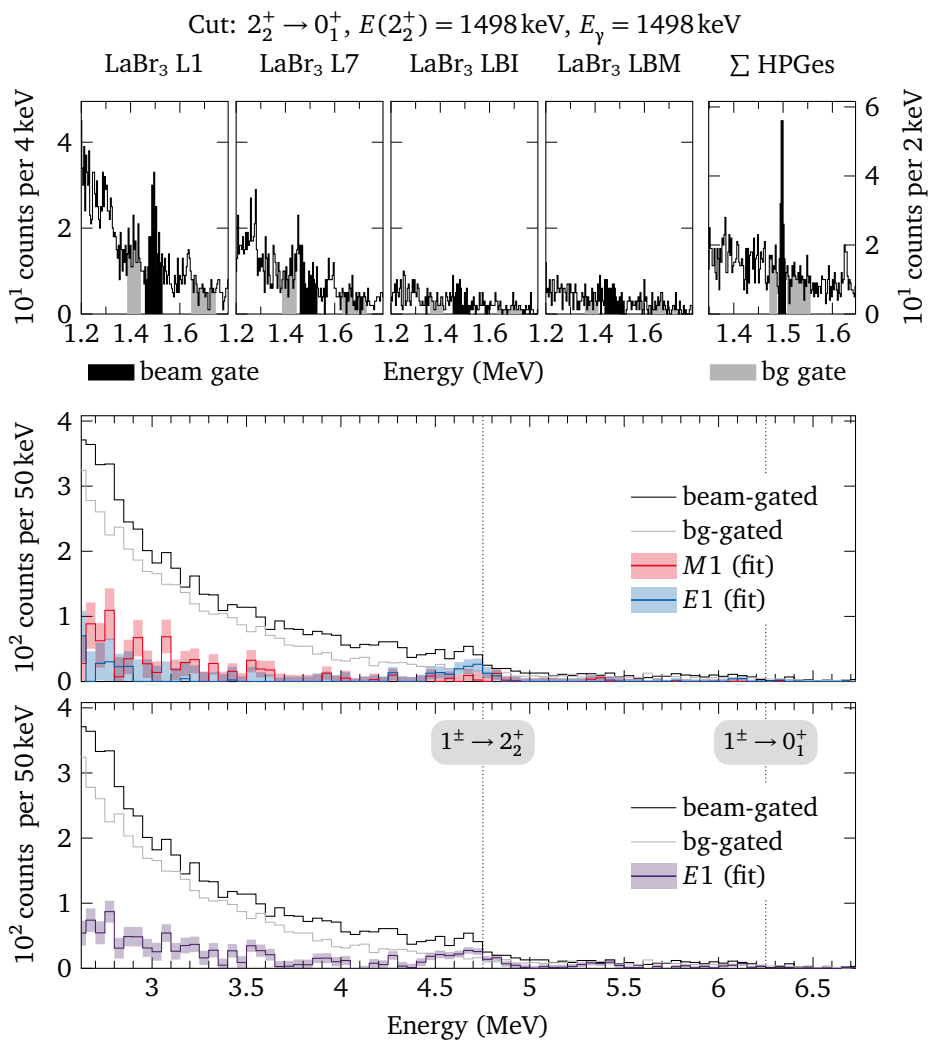 Cut: 2₂⁺ → 0₁⁺, E(2₂⁺) = 1498 keV, Eγ = 1498 keV
LaBr₃ L1 LaBr₃ L7 LaBr₃ LBI LaBr₃ LBM ∑ HPGes
10¹ counts per 4 keV
0 2 4
1.2 1.4 1.6 1.2 1.4 1.6 1.2 1.4 1.6 1.2 1.4 1.6 1.4 1.5 1.6
0 2 4 6
10¹ counts per 2 keV
beam gate Energy (MeV) bg gate
10² counts per 50 keV
4
3
2
1
0
beam-gated
bg-gated
M1 (fit)
E1 (fit)
10² counts per 50 keV
4
3
2
1
0
1± → 2₂⁺ 1± → 0₁⁺
beam-gated
bg-gated
E1 (fit)
3 3.5 4 4.5 5 5.5 6 6.5
Energy (MeV)